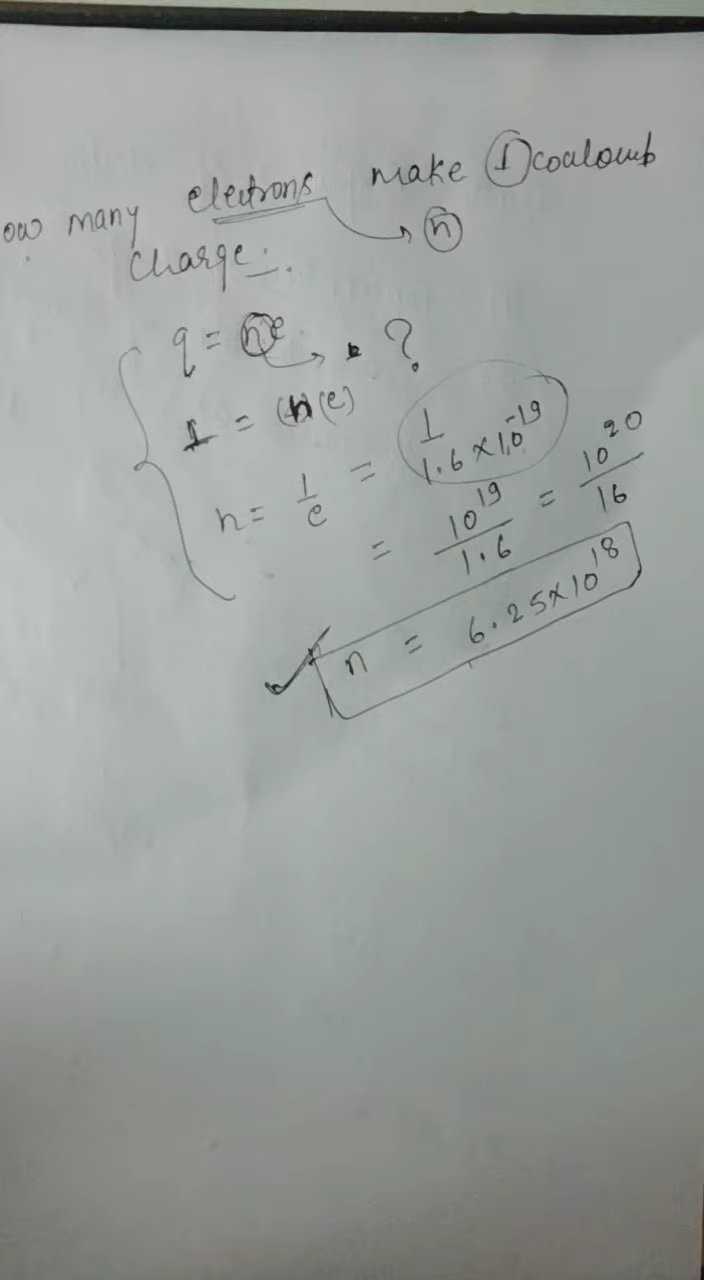 ow many electrons make 1 coulomb
n
charge:.
q = ne ?
1 = (n)(e)
n = 1/e = 1/1.6×10^-19
= 10^19/1.6 = 10^20/16
n = 6.25×10^18